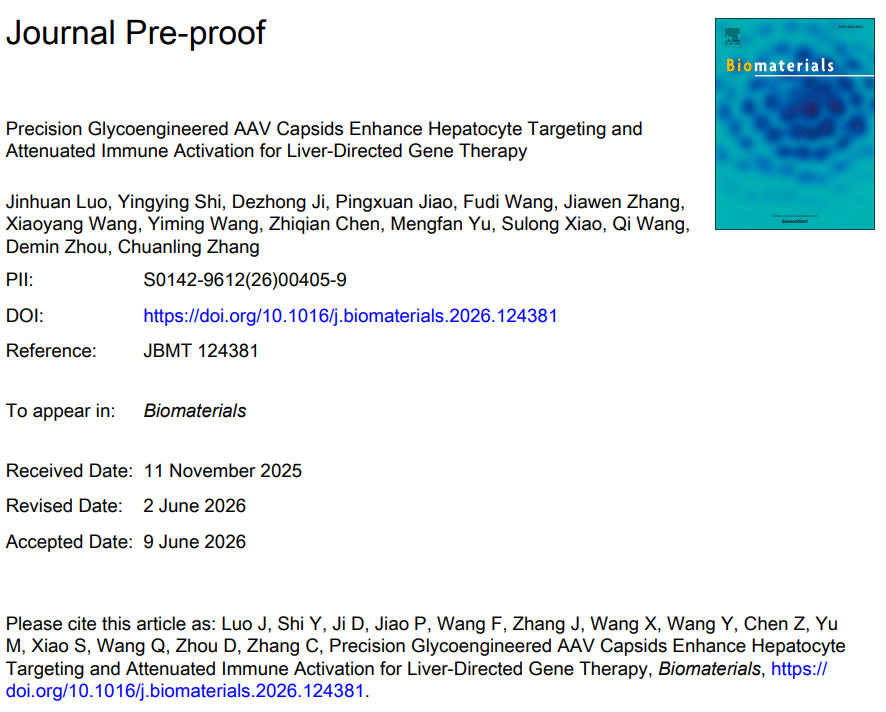 Journal Pre-proof
Biomaterials
Precision Glycoengineered AAV Capsids Enhance Hepatocyte Targeting and
Attenuated Immune Activation for Liver-Directed Gene Therapy
Jinhuan Luo, Yingying Shi, Dezhong Ji, Pingxuan Jiao, Fudi Wang, Jiawen Zhang,
Xiaoyang Wang, Yiming Wang, Zhiqian Chen, Mengfan Yu, Sulong Xiao, Qi Wang,
Demin Zhou, Chuanling Zhang
PII: S0142-9612(26)00405-9
DOI: https://doi.org/10.1016/j.biomaterials.2026.124381
Reference: JBMT 124381
To appear in: Biomaterials
Received Date: 11 November 2025
Revised Date: 2 June 2026
Accepted Date: 9 June 2026
Please cite this article as: Luo J, Shi Y, Ji D, Jiao P, Wang F, Zhang J, Wang X, Wang Y, Chen Z, Yu
M, Xiao S, Wang Q, Zhou D, Zhang C, Precision Glycoengineered AAV Capsids Enhance Hepatocyte
Targeting and Attenuated Immune Activation for Liver-Directed Gene Therapy, Biomaterials, https://
doi.org/10.1016/j.biomaterials.2026.124381.